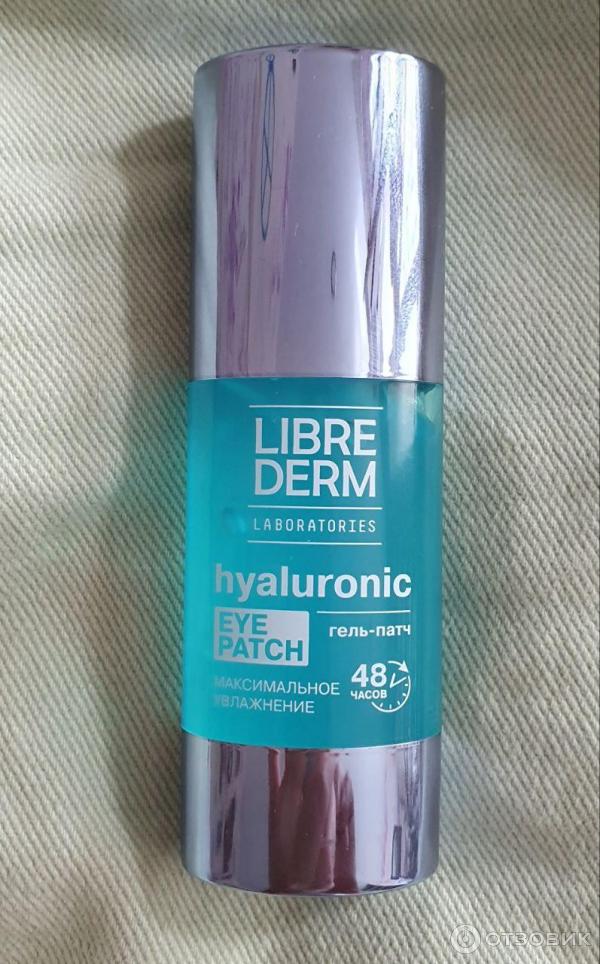 LIBRE
DERM
LABORATORIES
hyaluronic
EYE
PATCH
гель-патч
МАКСИМАЛЬНОЕ
УВЛАЖНЕНИЕ
48
ЧАСОВ
ОТЗОВИК